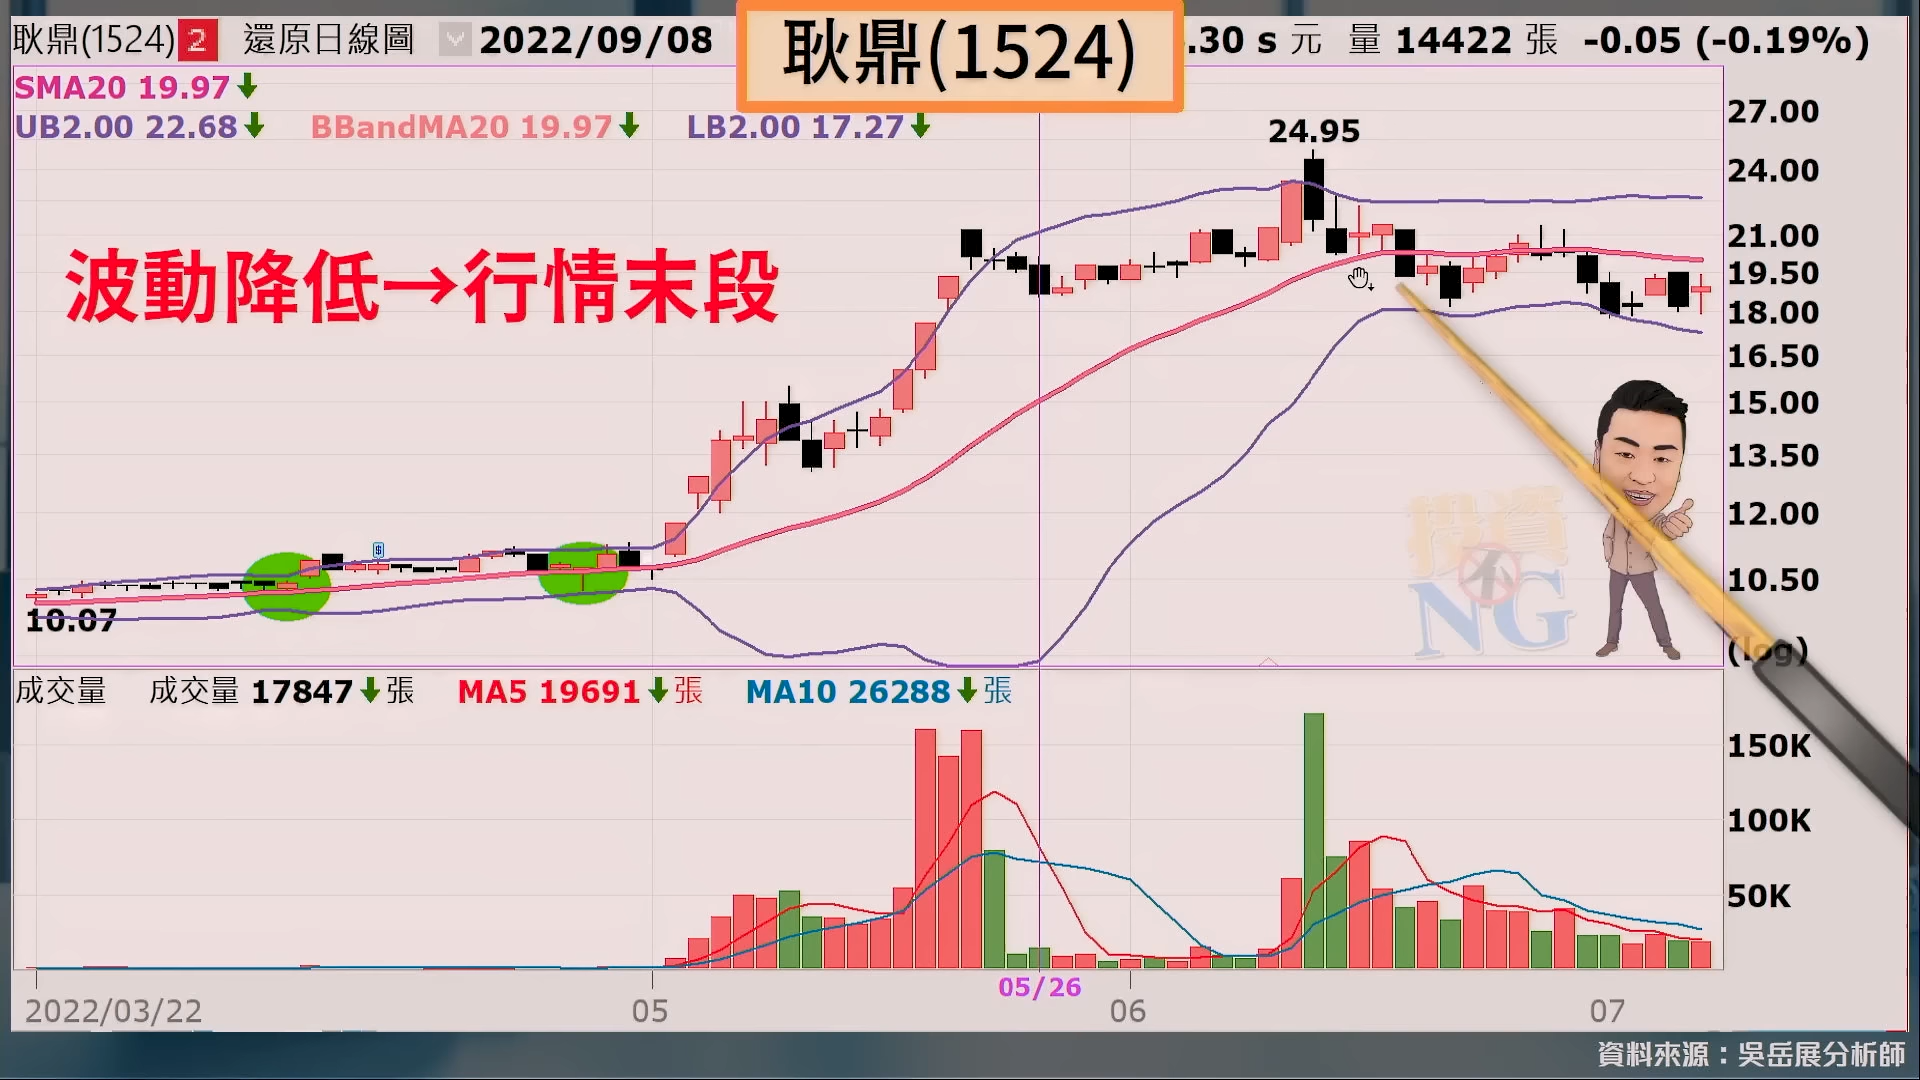 耿鼎(1524) 2 還原日線圖 2022/09/08
耿鼎(1524)
.30 s 元 量 14422 張 -0.05 (-0.19%)
SMA20 19.97
UB2.00 22.68 BBandMA20 19.97 LB2.00 17.27
24.95
波動降低→行情末段
10.07
27.00
24.00
21.00
19.50
18.00
16.50
15.00
13.50
12.00
10.50
(log)
投資
不
NG
成交量 成交量 17847 張 MA5 19691 張 MA10 26288 張
150K
100K
50K
05/26
2022/03/22 05 06 07
資料來源：吳岳展分析師